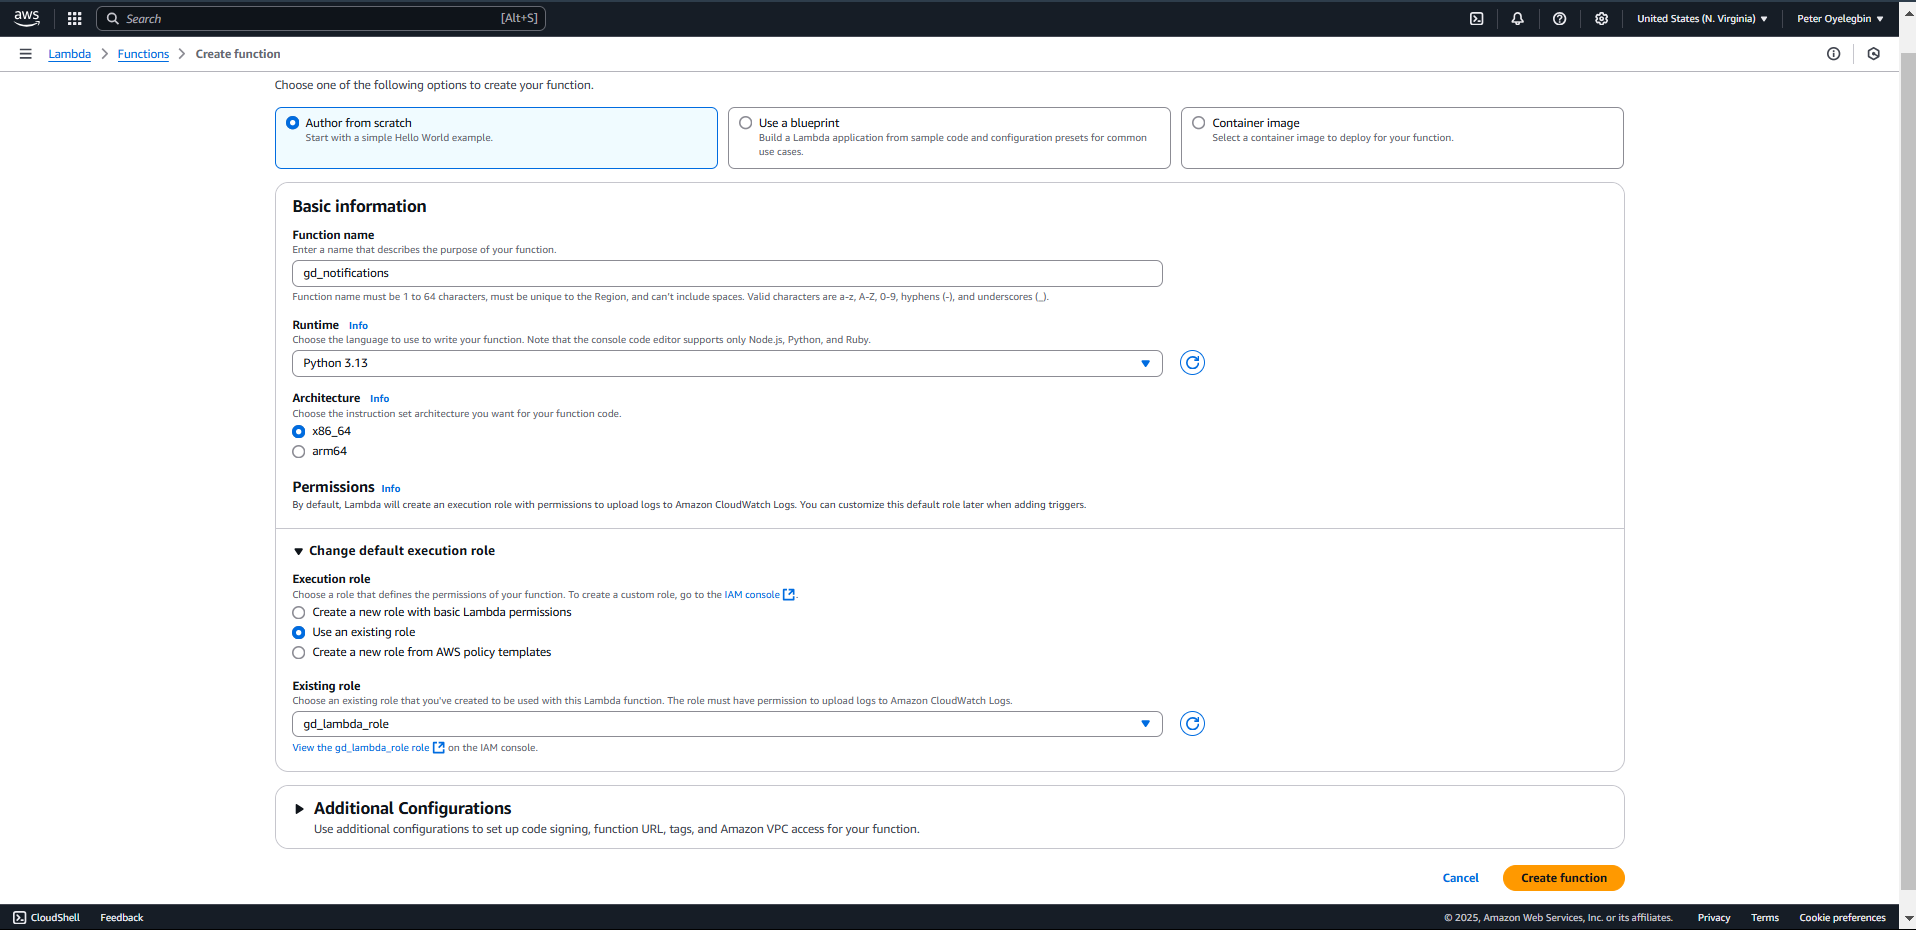 aws
Search [Alt+S]
United States (N. Virginia)
Peter Oyelegbin
Lambda
Functions
Create function
Choose one of the following options to create your function.
Author from scratch
Start with a simple Hello World example.
Use a blueprint
Build a Lambda application from sample code and configuration presets for common
use cases.
Container image
Select a container image to deploy for your function.
Basic information
Function name
Enter a name that describes the purpose of your function.
gd_notifications
Function name must be 1 to 64 characters, must be unique to the Region, and can't include spaces. Valid characters are a-z, A-Z, 0-9, hyphens (-), and underscores (_).
Runtime Info
Choose the language to use to write your function. Note that the console code editor supports only Node.js, Python, and Ruby.
Python 3.13
Architecture Info
Choose the instruction set architecture you want for your function code.
x86_64
arm64
Permissions Info
By default, Lambda will create an execution role with permissions to upload logs to Amazon CloudWatch Logs. You can customize this default role later when adding triggers.
Change default execution role
Execution role
Choose a role that defines the permissions of your function. To create a custom role, go to the IAM console.
Create a new role with basic Lambda permissions
Use an existing role
Create a new role from AWS policy templates
Existing role
Choose an existing role that you've created to be used with this Lambda function. The role must have permission to upload logs to Amazon CloudWatch Logs.
gd_lambda_role
View the gd_lambda_role role on the IAM console.
Additional Configurations
Use additional configurations to set up code signing, function URL, tags, and Amazon VPC access for your function.
Cancel
Create function
CloudShell
Feedback
© 2025, Amazon Web Services, Inc. or its affiliates.
Privacy
Terms
Cookie preferences